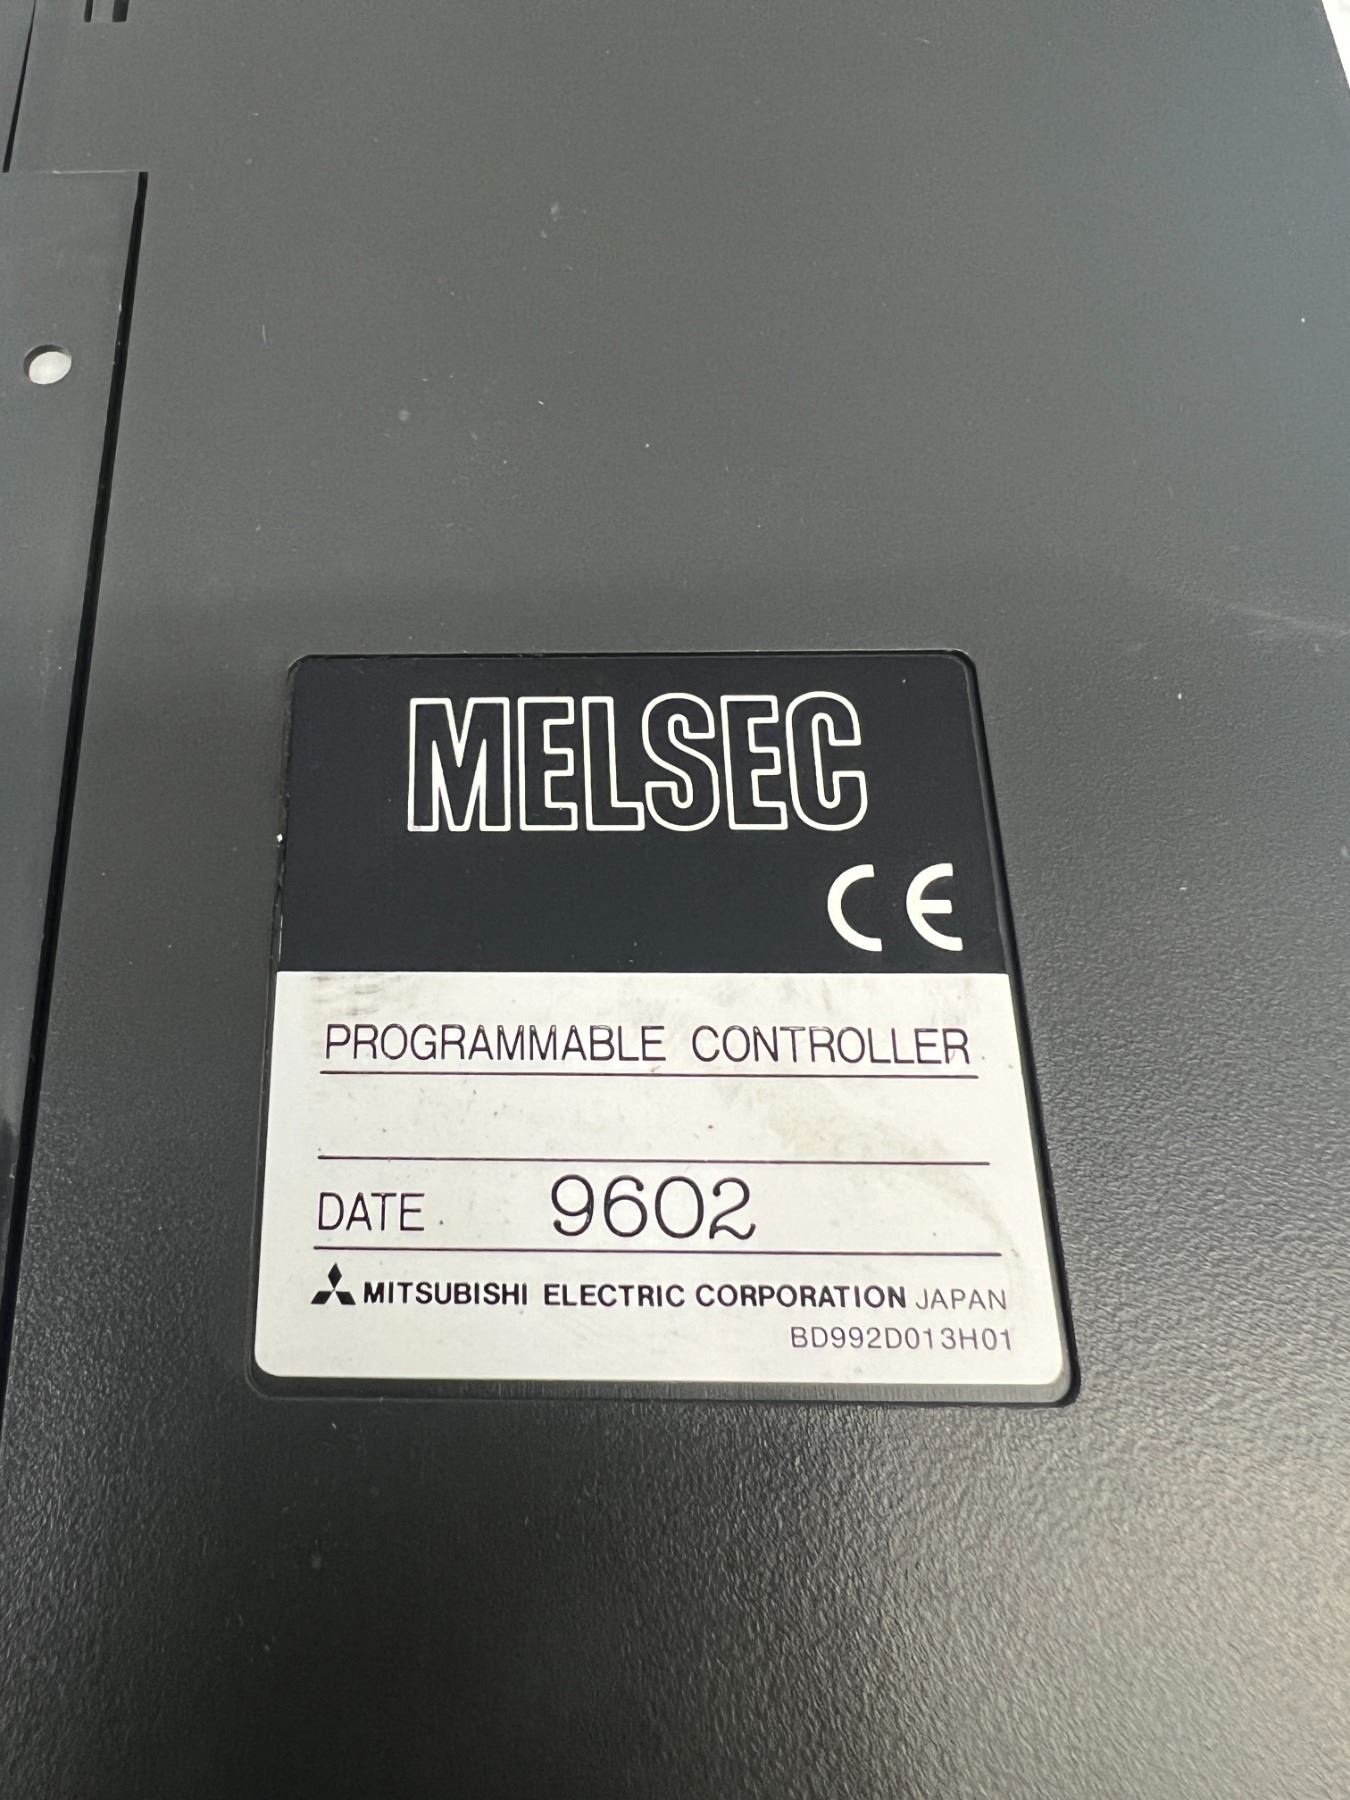 MELSEC
CE
PROGRAMMABLE CONTROLLER
DATE 9602
MITSUBISHI ELECTRIC CORPORATION JAPAN
BD992D013H01